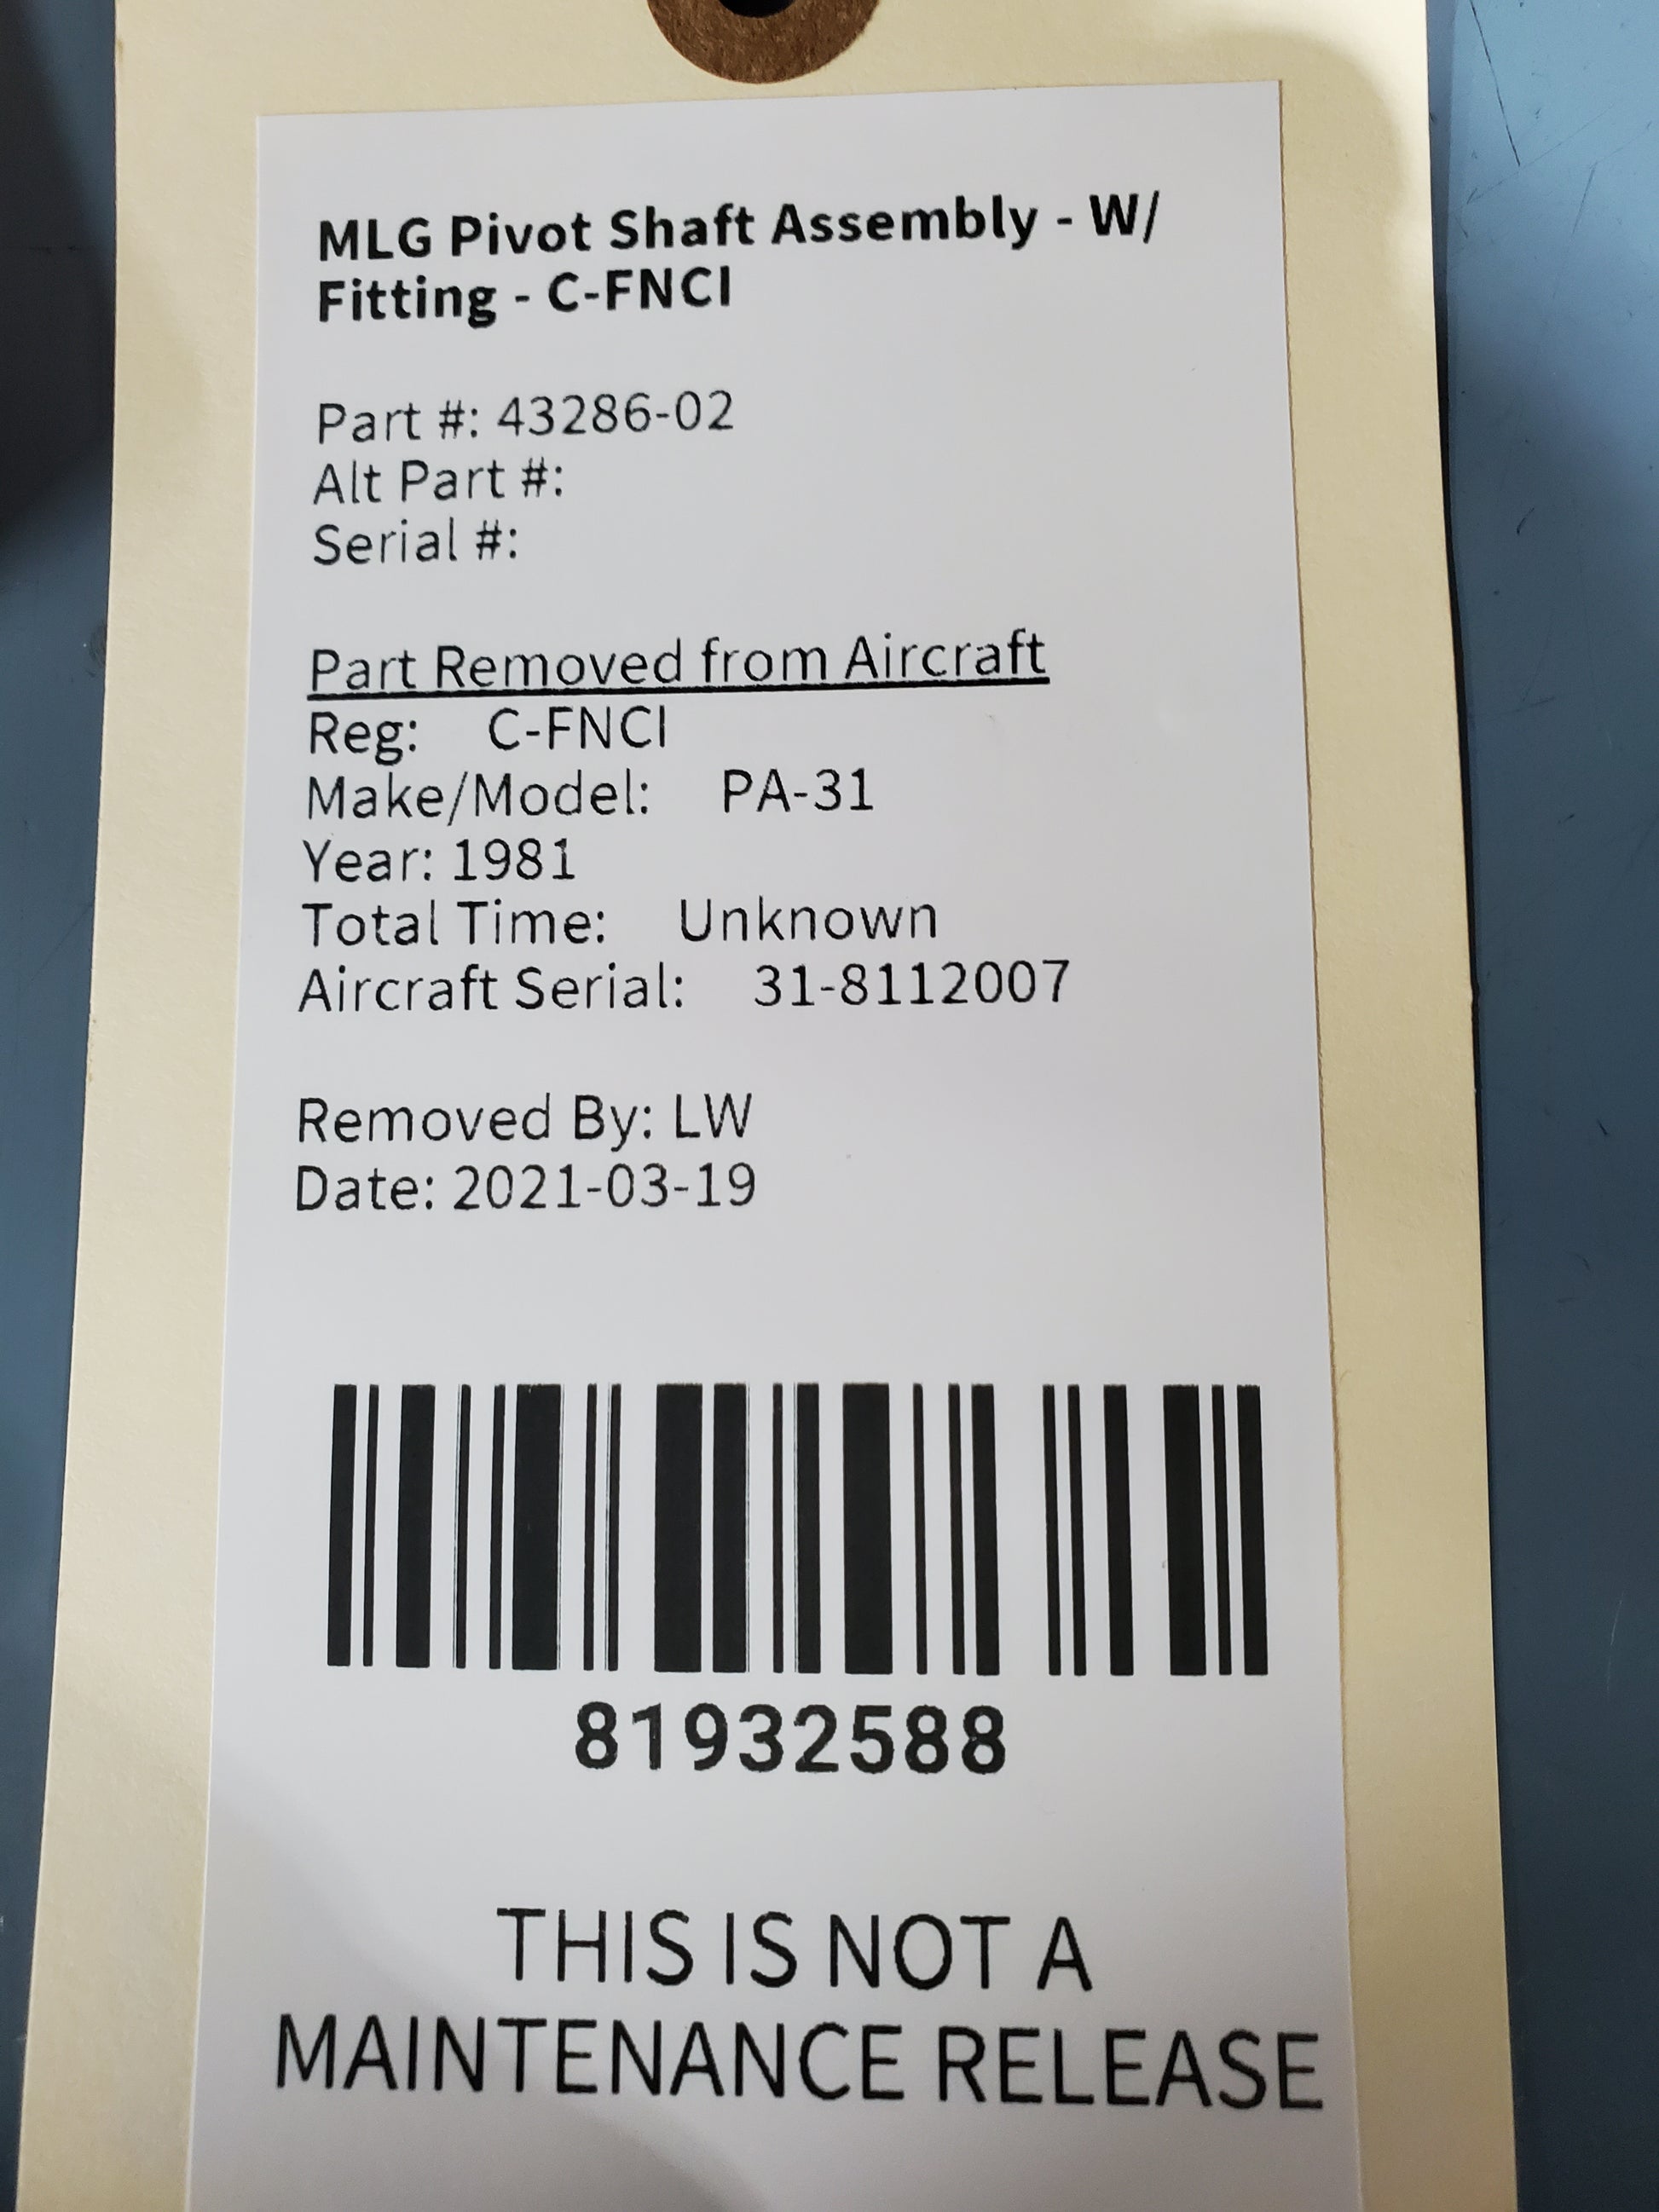 MLG Pivot Shaft Assembly - W/
Fitting - C-FNCI
Part #: 43286-02
Alt Part #:
Serial #:
Part Removed from Aircraft
Reg: C-FNCI
Make/Model: PA-31
Year: 1981
Total Time: Unknown
Aircraft Serial: 31-8112007
Removed By: LW
Date: 2021-03-19
81932588
THIS IS NOT A
MAINTENANCE RELEASE